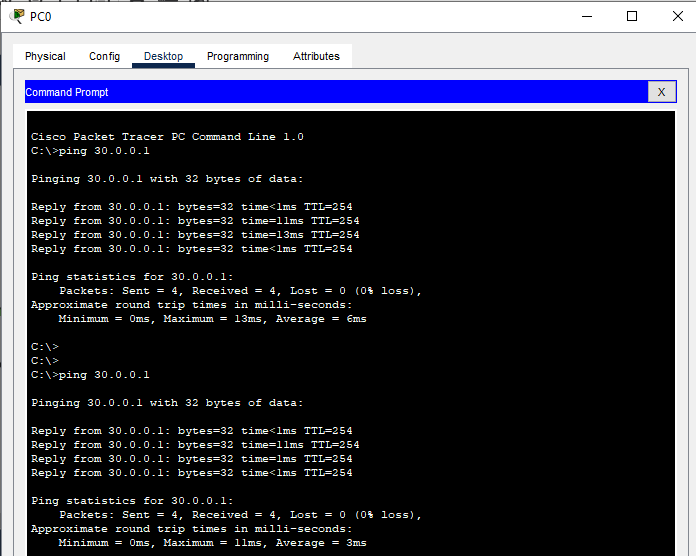 PC0
Physical Config Desktop Programming Attributes
Command Prompt
X
Cisco Packet Tracer PC Command Line 1.0
C:\>ping 30.0.0.1
Pinging 30.0.0.1 with 32 bytes of data:
Reply from 30.0.0.1: bytes=32 time<1ms TTL=254
Reply from 30.0.0.1: bytes=32 time=11ms TTL=254
Reply from 30.0.0.1: bytes=32 time=13ms TTL=254
Reply from 30.0.0.1: bytes=32 time<1ms TTL=254
Ping statistics for 30.0.0.1:
Packets: Sent = 4, Received = 4, Lost = 0 (0% loss),
Approximate round trip times in milli-seconds:
Minimum = 0ms, Maximum = 13ms, Average = 6ms
C:\>
C:\>
C:\>ping 30.0.0.1
Pinging 30.0.0.1 with 32 bytes of data:
Reply from 30.0.0.1: bytes=32 time<1ms TTL=254
Reply from 30.0.0.1: bytes=32 time=11ms TTL=254
Reply from 30.0.0.1: bytes=32 time<1ms TTL=254
Reply from 30.0.0.1: bytes=32 time<1ms TTL=254
Ping statistics for 30.0.0.1:
Packets: Sent = 4, Received = 4, Lost = 0 (0% loss),
Approximate round trip times in milli-seconds:
Minimum = 0ms, Maximum = 11ms, Average = 3ms